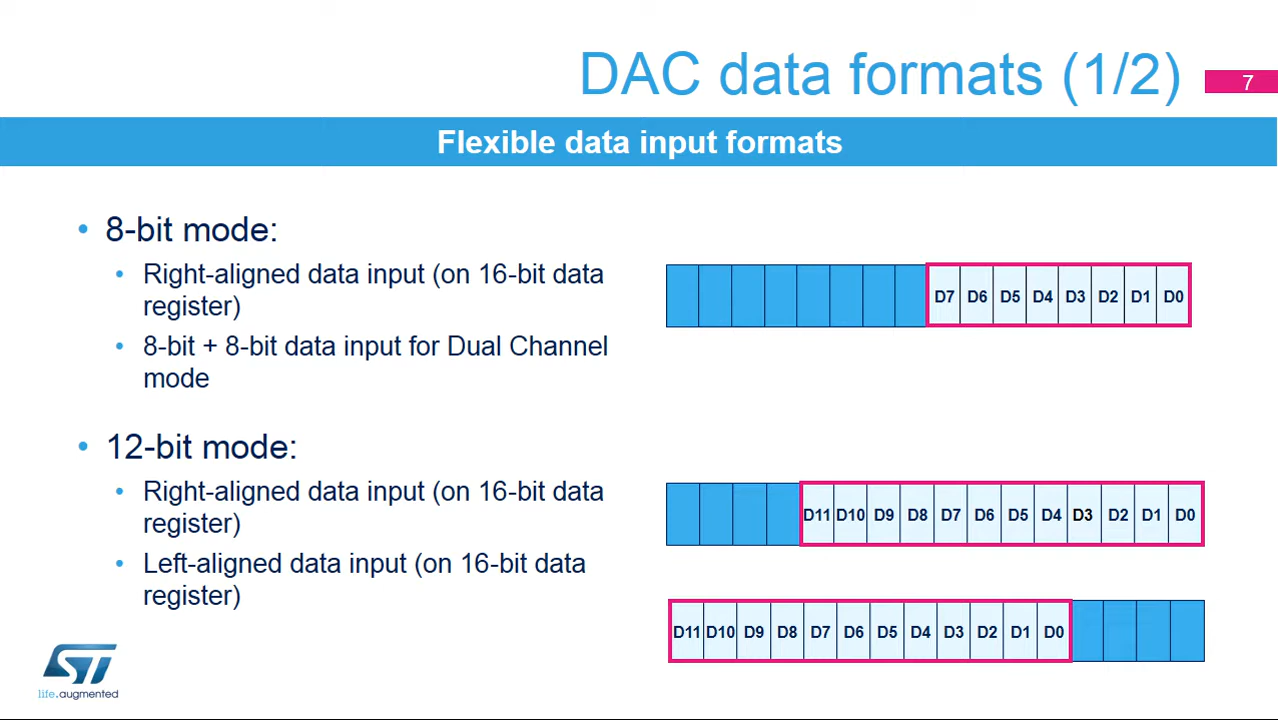 DAC data formats (1/2)
7
Flexible data input formats
• 8-bit mode:
• Right-aligned data input (on 16-bit data
register)
• 8-bit + 8-bit data input for Dual Channel
mode
D7 D6 D5 D4 D3 D2 D1 D0
• 12-bit mode:
• Right-aligned data input (on 16-bit data
register)
• Left-aligned data input (on 16-bit data
register)
D11 D10 D9 D8 D7 D6 D5 D4 D3 D2 D1 D0
D11 D10 D9 D8 D7 D6 D5 D4 D3 D2 D1 D0
ST
life.augmented